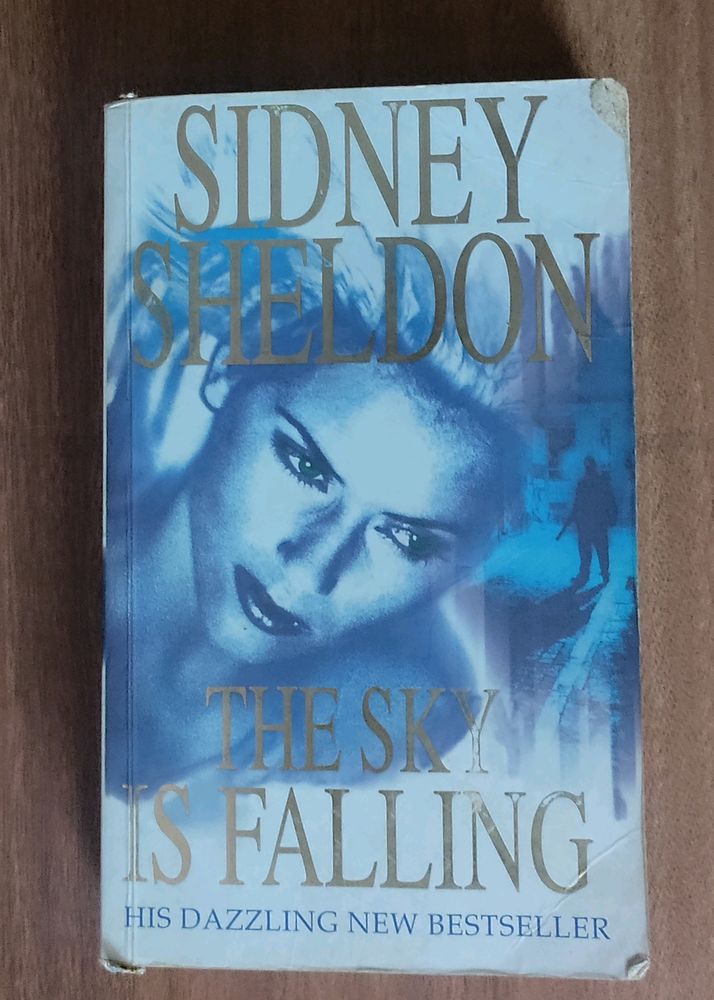 SIDNEY
SHELDON
THE SKY
IS FALLING
HIS DAZZLING NEW BESTSELLER